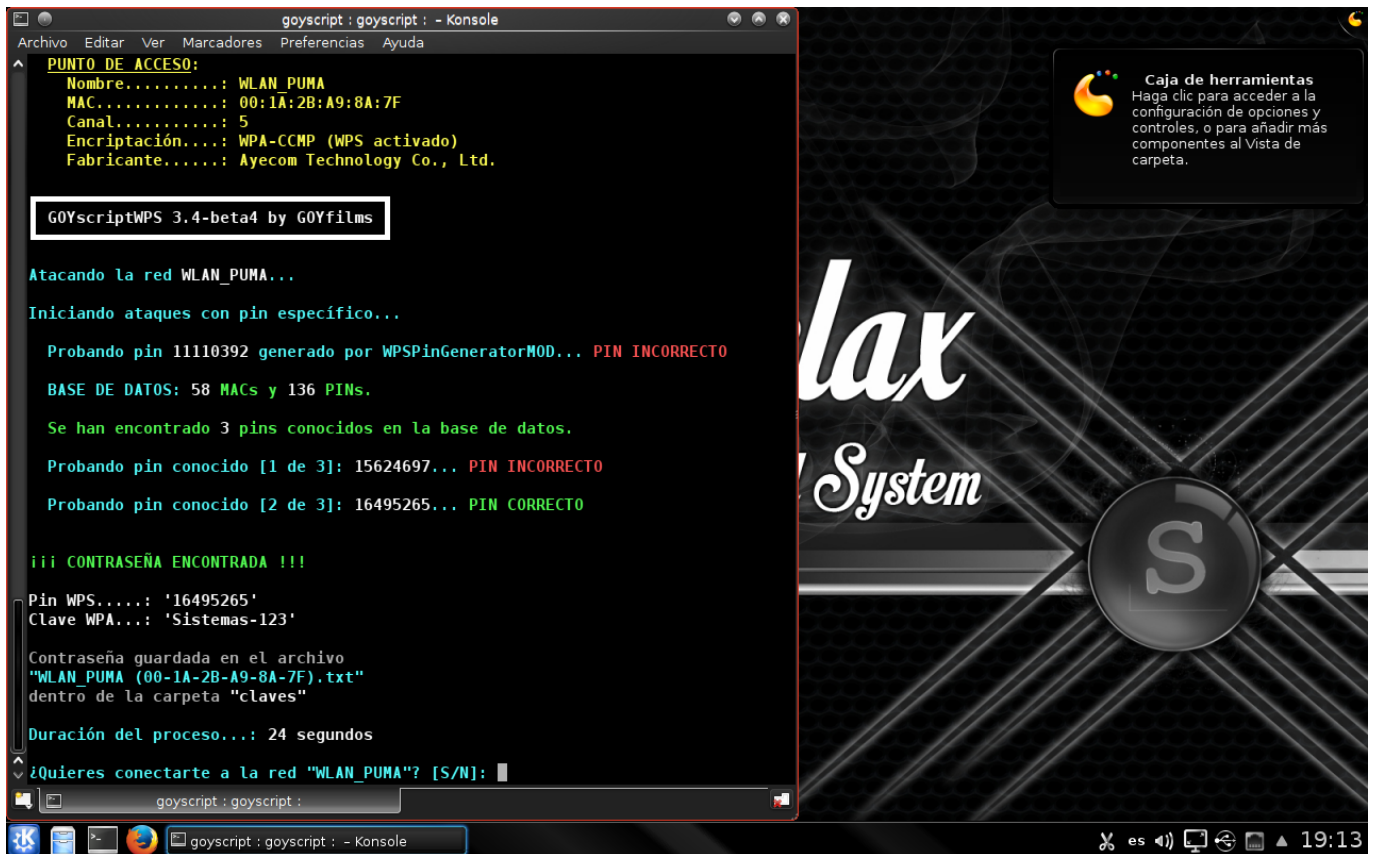 goyscript : goyscript : – Konsole
Archivo Editar Ver Marcadores Preferencias Ayuda
PUNTO DE ACCESO:
Nombre..........: WLAN_PUMA
MAC.............: 00:1A:2B:A9:8A:7F
Canal...........: 5
Encriptación....: WPA-CCMP (WPS activado)
Fabricante......: Ayecom Technology Co., Ltd.
GOYscriptWPS 3.4-beta4 by GOYfilms
Atacando la red WLAN_PUMA...
Iniciando ataques con pin específico...
Probando pin 11110392 generado por WPSPinGeneratorMOD... PIN INCORRECTO
BASE DE DATOS: 58 MACs y 136 PINs.
Se han encontrado 3 pins conocidos en la base de datos.
Probando pin conocido [1 de 3]: 15624697... PIN INCORRECTO
Probando pin conocido [2 de 3]: 16495265... PIN CORRECTO
¡¡¡ CONTRASEÑA ENCONTRADA !!!
Pin WPS.....: '16495265'
Clave WPA...: 'Sistemas-123'
Contraseña guardada en el archivo
"WLAN_PUMA (00-1A-2B-A9-8A-7F).txt"
dentro de la carpeta "claves"
Duración del proceso...: 24 segundos
¿Quieres conectarte a la red "WLAN_PUMA"? [S/N]:
goyscript : goyscript :
Caja de herramientas
Haga clic para acceder a la
configuración de opciones y
controles, o para añadir más
componentes al Vista de
carpeta.
lax
System
S
goyscript : goyscript : – Konsole
es
19:13